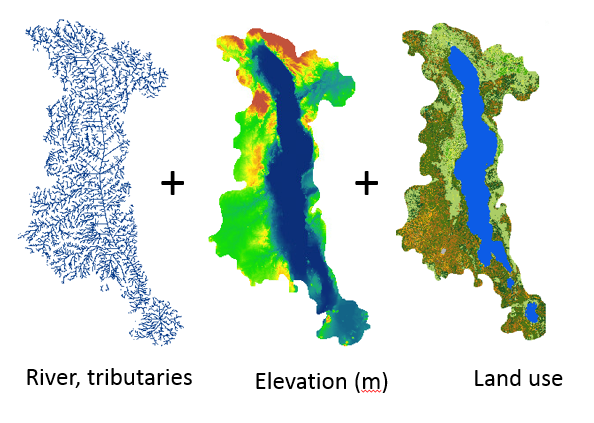 + +
River, tributaries Elevation (m) Land use